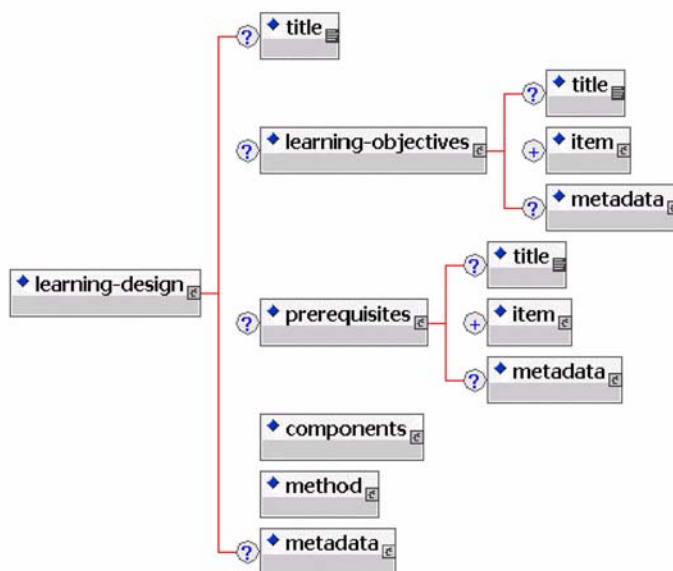 ? title
? learning-objectives
? title
+ item
? metadata
learning-design
? prerequisites
? title
+ item
? metadata
components
method
? metadata